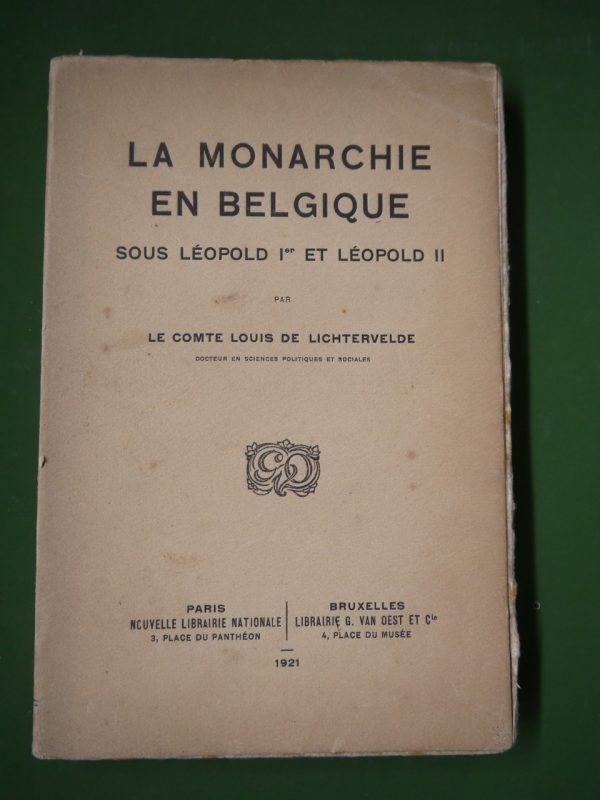 LA MONARCHIE
EN BELGIQUE
SOUS LÉOPOLD Ier ET LÉOPOLD II
PAR
LE COMTE LOUIS DE LICHTERVELDE
DOCTEUR EN SCIENCES POLITIQUES ET SOCIALES
PARIS
NOUVELLE LIBRAIRIE NATIONALE
3, PLACE DU PANTHÉON
BRUXELLES
LIBRAIRIE G. VAN OEST ET Cie
4, PLACE DU MUSÉE
1921